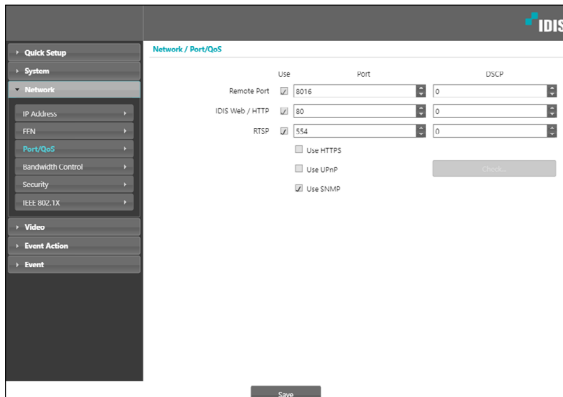 IDIS
Quick Setup
System
Network
IP Address
FEN
Port/QoS
Bandwidth Control
Security
IEEE 802.1X
Video
Event Action
Event
Network / Port/QoS
Use Port DSCP
Remote Port 8016 0
IDIS Web / HTTP 80 0
RTSP 554 0
Use HTTPS
Use UPnP
Use SNMP
Save